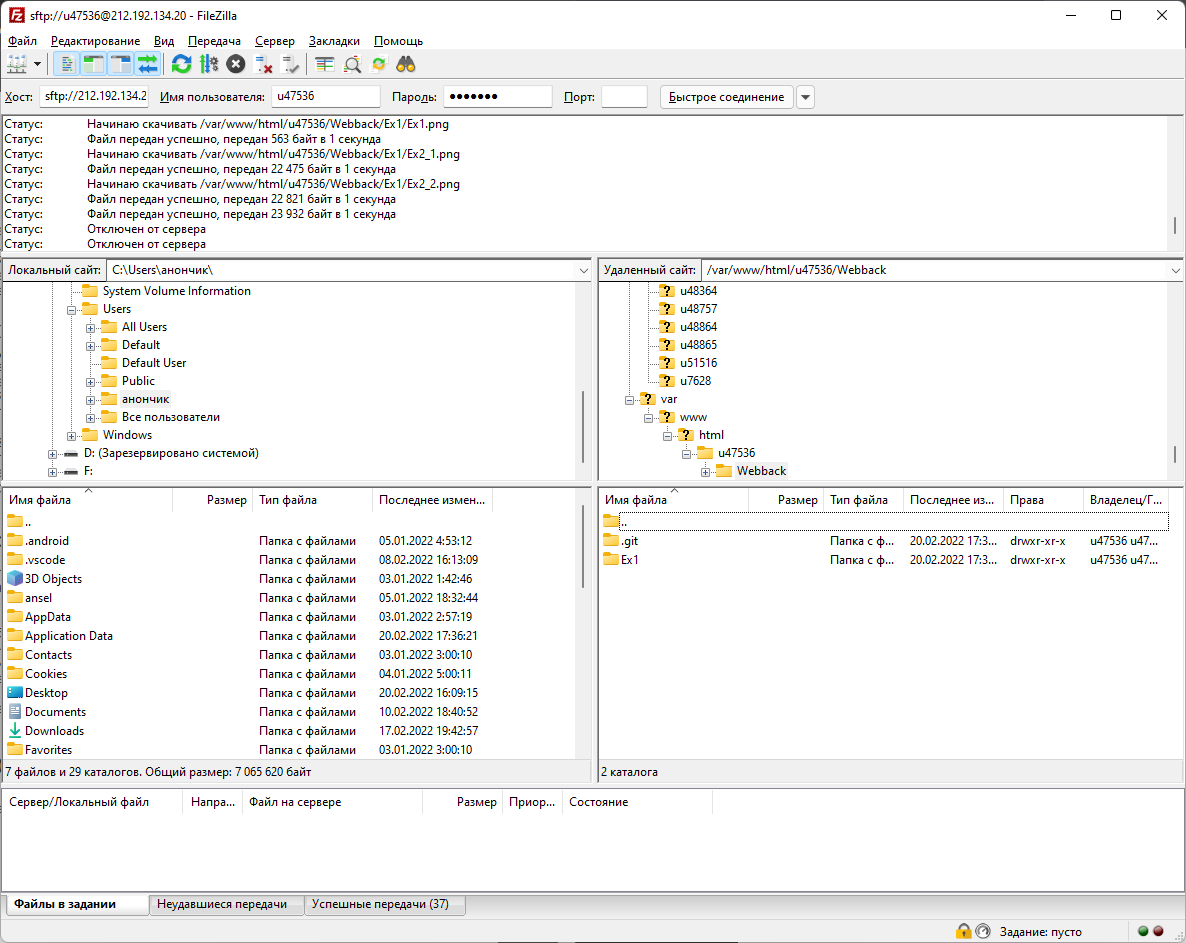 sftp://u47536@212.192.134.20 - FileZilla
Файл Редактирование Вид Передача Сервер Закладки Помощь
Хост: sftp://212.192.134.2 Имя пользователя: u47536 Пароль: ●●●●●●● Порт: Быстрое соединение
Статус: Начинаю скачивать /var/www/html/u47536/Webback/Ex1/Ex1.png
Статус: Файл передан успешно, передан 563 байт в 1 секунда
Статус: Начинаю скачивать /var/www/html/u47536/Webback/Ex1/Ex2_1.png
Статус: Файл передан успешно, передан 22 475 байт в 1 секунда
Статус: Начинаю скачивать /var/www/html/u47536/Webback/Ex1/Ex2_2.png
Статус: Файл передан успешно, передан 22 821 байт в 1 секунда
Статус: Файл передан успешно, передан 23 932 байт в 1 секунда
Статус: Отключен от сервера
Статус: Отключен от сервера
Локальный сайт: C:\Users\анончик\
System Volume Information
Users
All Users
Default
Default User
Public
анончик
Все пользователи
Windows
D: (Зарезервировано системой)
F:
Имя файла Размер Тип файла Последнее измен...
..
.android Папка с файлами 05.01.2022 4:53:12
.vscode Папка с файлами 08.02.2022 16:13:09
3D Objects Папка с файлами 03.01.2022 1:42:46
ansel Папка с файлами 05.01.2022 18:32:44
AppData Папка с файлами 03.01.2022 2:57:19
Application Data Папка с файлами 20.02.2022 17:36:21
Contacts Папка с файлами 03.01.2022 3:00:10
Cookies Папка с файлами 04.01.2022 5:00:11
Desktop Папка с файлами 20.02.2022 16:09:15
Documents Папка с файлами 10.02.2022 18:40:52
Downloads Папка с файлами 17.02.2022 19:42:57
Favorites Папка с файлами 03.01.2022 3:00:10
7 файлов и 29 каталогов. Общий размер: 7 065 620 байт
Удаленный сайт: /var/www/html/u47536/Webback
u48364
u48757
u48864
u48865
u51516
u7628
var
www
html
u47536
Webback
Имя файла Размер Тип файла Последнее из... Права Владелец/Г...
..
.git Папка с ф... 20.02.2022 17:3... drwxr-xr-x u47536 u47...
Ex1 Папка с ф... 20.02.2022 17:3... drwxr-xr-x u47536 u47...
2 каталога
Сервер/Локальный файл Напра... Файл на сервере Размер Приор... Состояние
Файлы в задании Неудавшиеся передачи Успешные передачи (37)
Задание: пусто